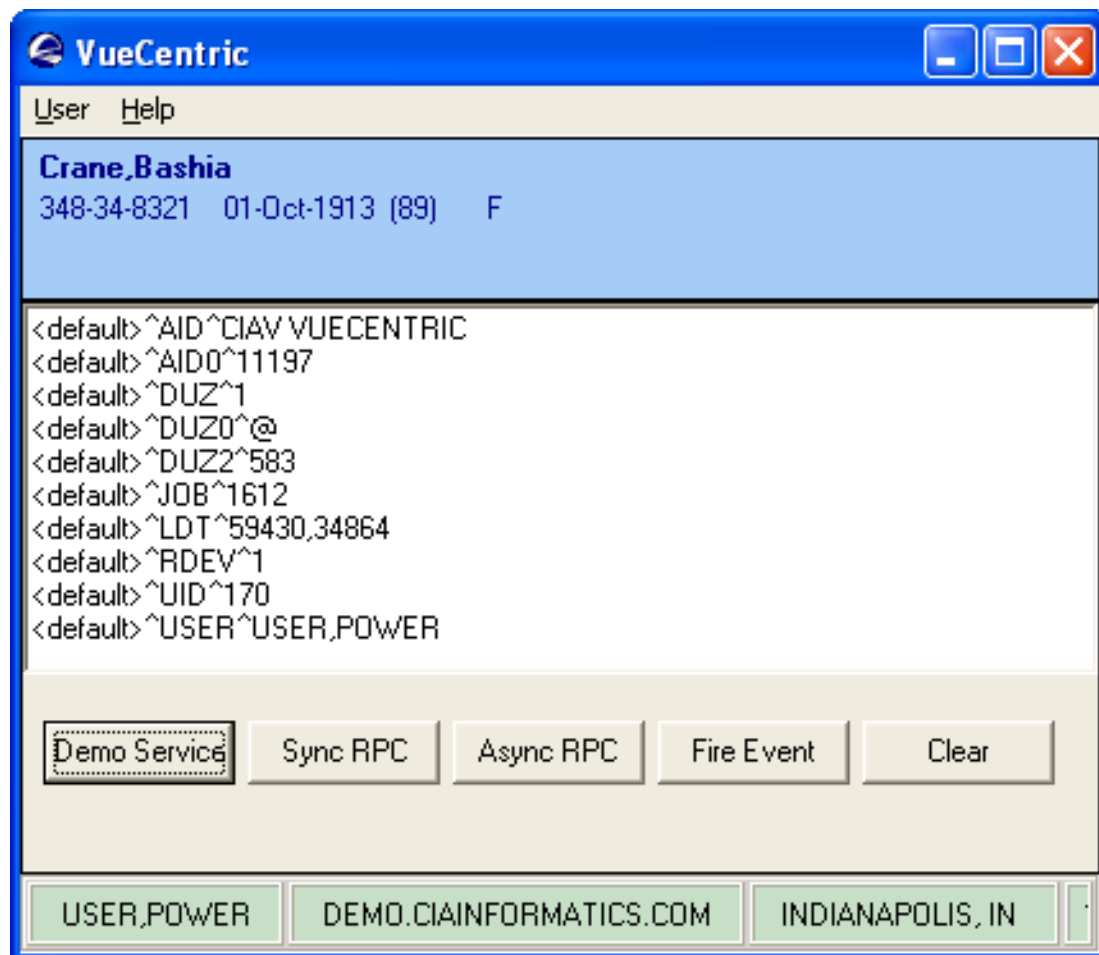 VueCentric
User Help
Crane,Bashia
348-34-8321 01-Oct-1913 (89) F
<default>^AID^CIAV VUECENTRIC
<default>^AID0^11197
<default>^DUZ^1
<default>^DUZ0^@
<default>^DUZ2^583
<default>^JOB^1612
<default>^LDT^59430,34864
<default>^RDEV^1
<default>^UID^170
<default>^USER^USER,POWER
Demo Service Sync RPC Async RPC Fire Event Clear
USER,POWER DEMO.CIAINFORMATICS.COM INDIANAPOLIS, IN